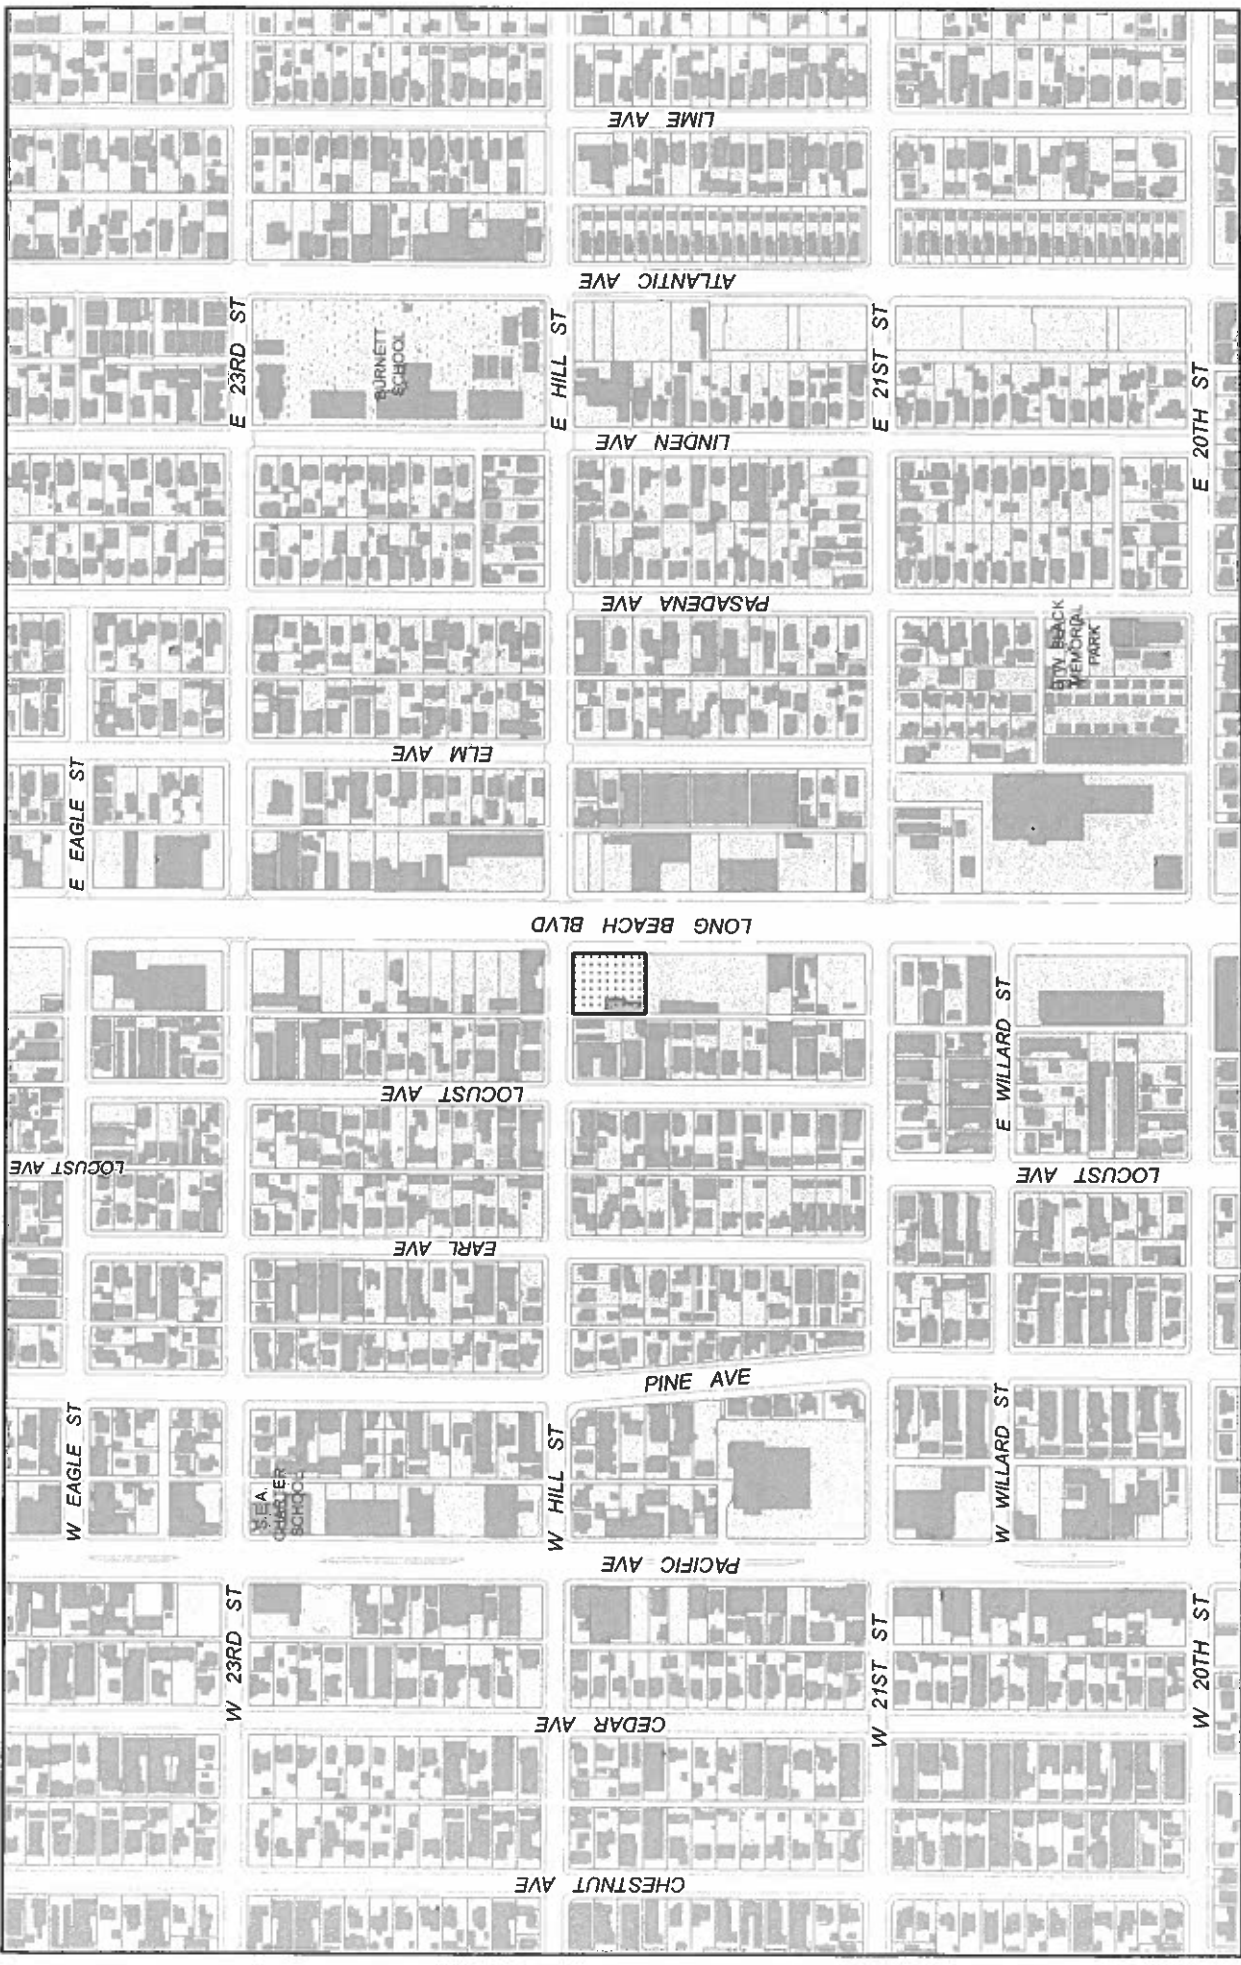 LIME AVE
ATLANTIC AVE
E 23RD ST
BURNETT
SCHOOL
E HILL ST
E 21ST ST
E 20TH ST
LINDEN AVE
PASADENA AVE
BLACK
MEMORIAL
PARK
ELM AVE
E EAGLE ST
LONG BEACH BLVD
E WILLARD ST
LOCUST AVE
LOCUST AVE
LOCUST AVE
EARL AVE
PINE AVE
W EAGLE ST
S.E.A.
CHARTER
SCHOOL
W HILL ST
W WILLARD ST
PACIFIC AVE
W 23RD ST
W 21ST ST
W 20TH ST
CEDAR AVE
CHESTNUT AVE